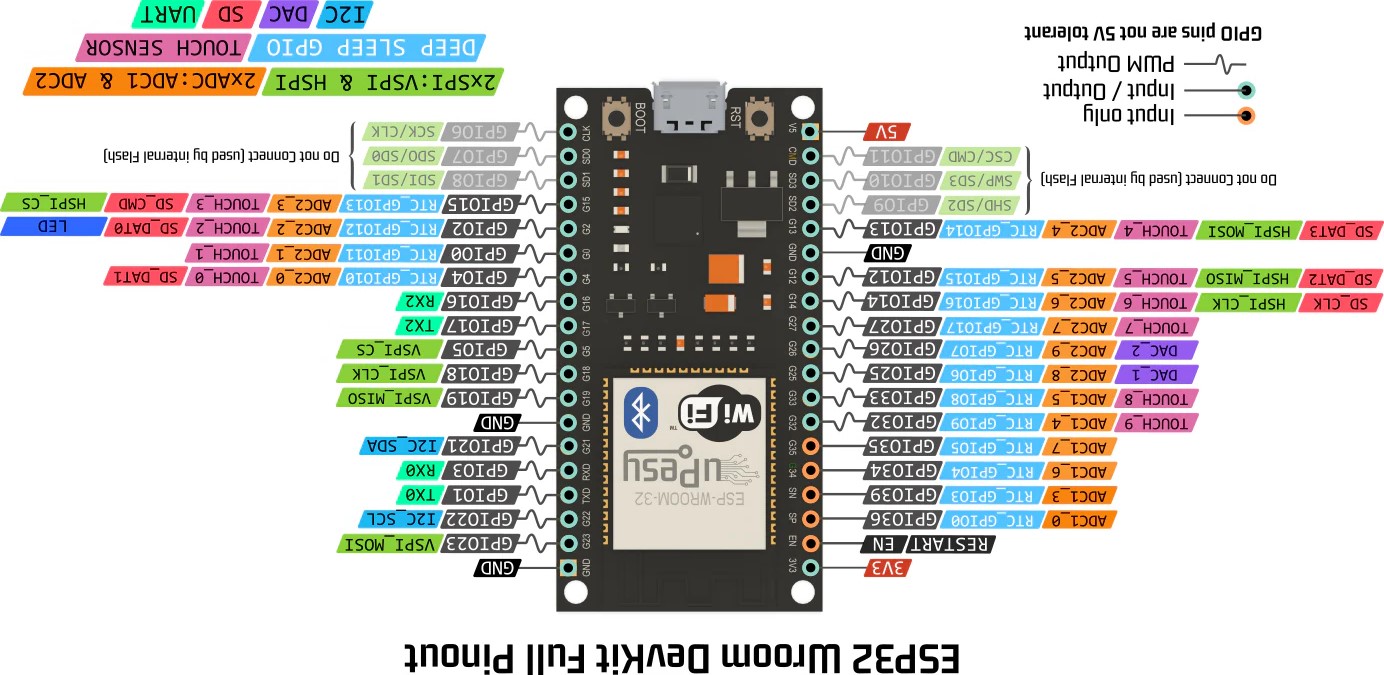 ESP32 Wroom DevKit Full Pinout
3V3 3V3 GND GND
RESTART EN EN G23 GPIO23 VSPI_MOSI
ADC1_0 RTC_GPIO0 GPIO36 SP G22 GPIO22 I2C_SCL
ADC1_3 RTC_GPIO3 GPIO39 SN TXD GPIO1 TX0
ADC1_6 RTC_GPIO4 GPIO34 G34 RXD GPIO3 RX0
ADC1_7 RTC_GPIO5 GPIO35 G35 G21 GPIO21 I2C_SDA
TOUCH_9 ADC1_4 RTC_GPIO9 GPIO32 G32 GND GND
TOUCH_8 ADC1_5 RTC_GPIO8 GPIO33 G33 G19 GPIO19 VSPI_MISO
DAC_1 ADC2_8 RTC_GPIO6 GPIO25 G25 G18 GPIO18 VSPI_CLK
DAC_2 ADC2_9 RTC_GPIO7 GPIO26 G26 G5 GPIO5 VSPI_CS
TOUCH_7 ADC2_7 RTC_GPIO17 GPIO27 G27 G17 GPIO17 TX2
SD_CLK HSPI_CLK TOUCH_6 ADC2_6 RTC_GPIO16 GPIO14 G14 G16 GPIO16 RX2
SD_DAT2 HSPI_MISO TOUCH_5 ADC2_5 RTC_GPIO15 GPIO12 G12 G4 GPIO4 RTC_GPIO10 ADC2_0 TOUCH_0 SD_DAT1
GND GND G0 GPIO0 RTC_GPIO11 ADC2_1 TOUCH_1
SD_DAT3 HSPI_MOSI TOUCH_4 ADC2_4 RTC_GPIO14 GPIO13 G13 G2 GPIO2 RTC_GPIO12 ADC2_2 TOUCH_2 SD_DAT0 LED
SHD/SD2 GPIO9 SD2 G15 GPIO15 RTC_GPIO13 ADC2_3 TOUCH_3 SD_CMD HSPI_CS
SWP/SD3 GPIO10 SD3 SD1 GPIO8 SDI/SD1
CSC/CMD GPIO11 CMD SD0 GPIO7 SDO/SD0
5V V5 CLK GPIO6 SCK/CLK
Do not Connect (used by internal Flash)
Do not Connect (used by internal Flash)
ESP-WROOM-32
uPesy
WiFi
TM
RST
BOOT
Input only
Input / Output
PWM Output
GPIO pins are not 5V tolerant
2xSPI:VSPI & HSPI 2xADC:ADC1 & ADC2
DEEP SLEEP GPIO TOUCH SENSOR
I2C DAC SD UART